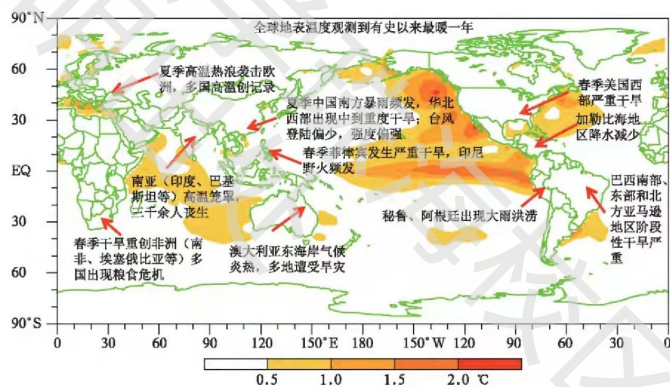 90°N
全球地表温度观测到有史以来最暖一年
60
30
EQ
30
60
90°S
夏季高温热浪袭击欧
洲，多国高温创记录
夏季中国南方暴雨频发，华北
西部出现中到重度干旱；台风
登陆偏少，强度偏强
春季美国西
部严重干旱
加勒比海地
区降水减少
春季菲律宾发生严重干旱，印尼
野火频发
南亚（印度、巴基
斯坦等）高温笼罩，
三千余人丧生
巴西南部、
东部和北
方亚马逊
地区阶段
性干旱严
重
秘鲁、阿根廷出现大雨洪涝
春季干旱重创非洲（南
非、埃塞俄比亚等）多
国出现粮食危机
澳大利亚东海岸气候
炎热，多地遭受旱灾
0 30 60 90 120 150°E 180 150°W 120 90 60 30 0
0.5 1.0 1.5 2.0 ℃